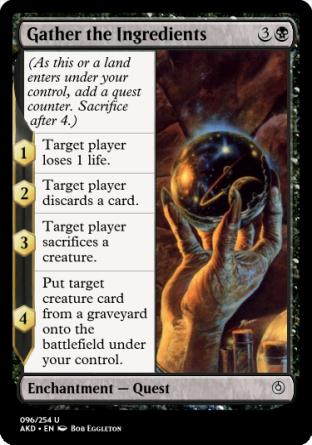 Gather the Ingredients 3
(As this or a land
enters under your
control, add a quest
counter. Sacrifice
after 4.)
1 Target player
loses 1 life.
2 Target player
discards a card.
3 Target player
sacrifices a
creature.
4 Put target
creature card
from a graveyard
onto the
battlefield under
your control.
Enchantment — Quest
096/254 U
AKD • EN Bob Eggleton